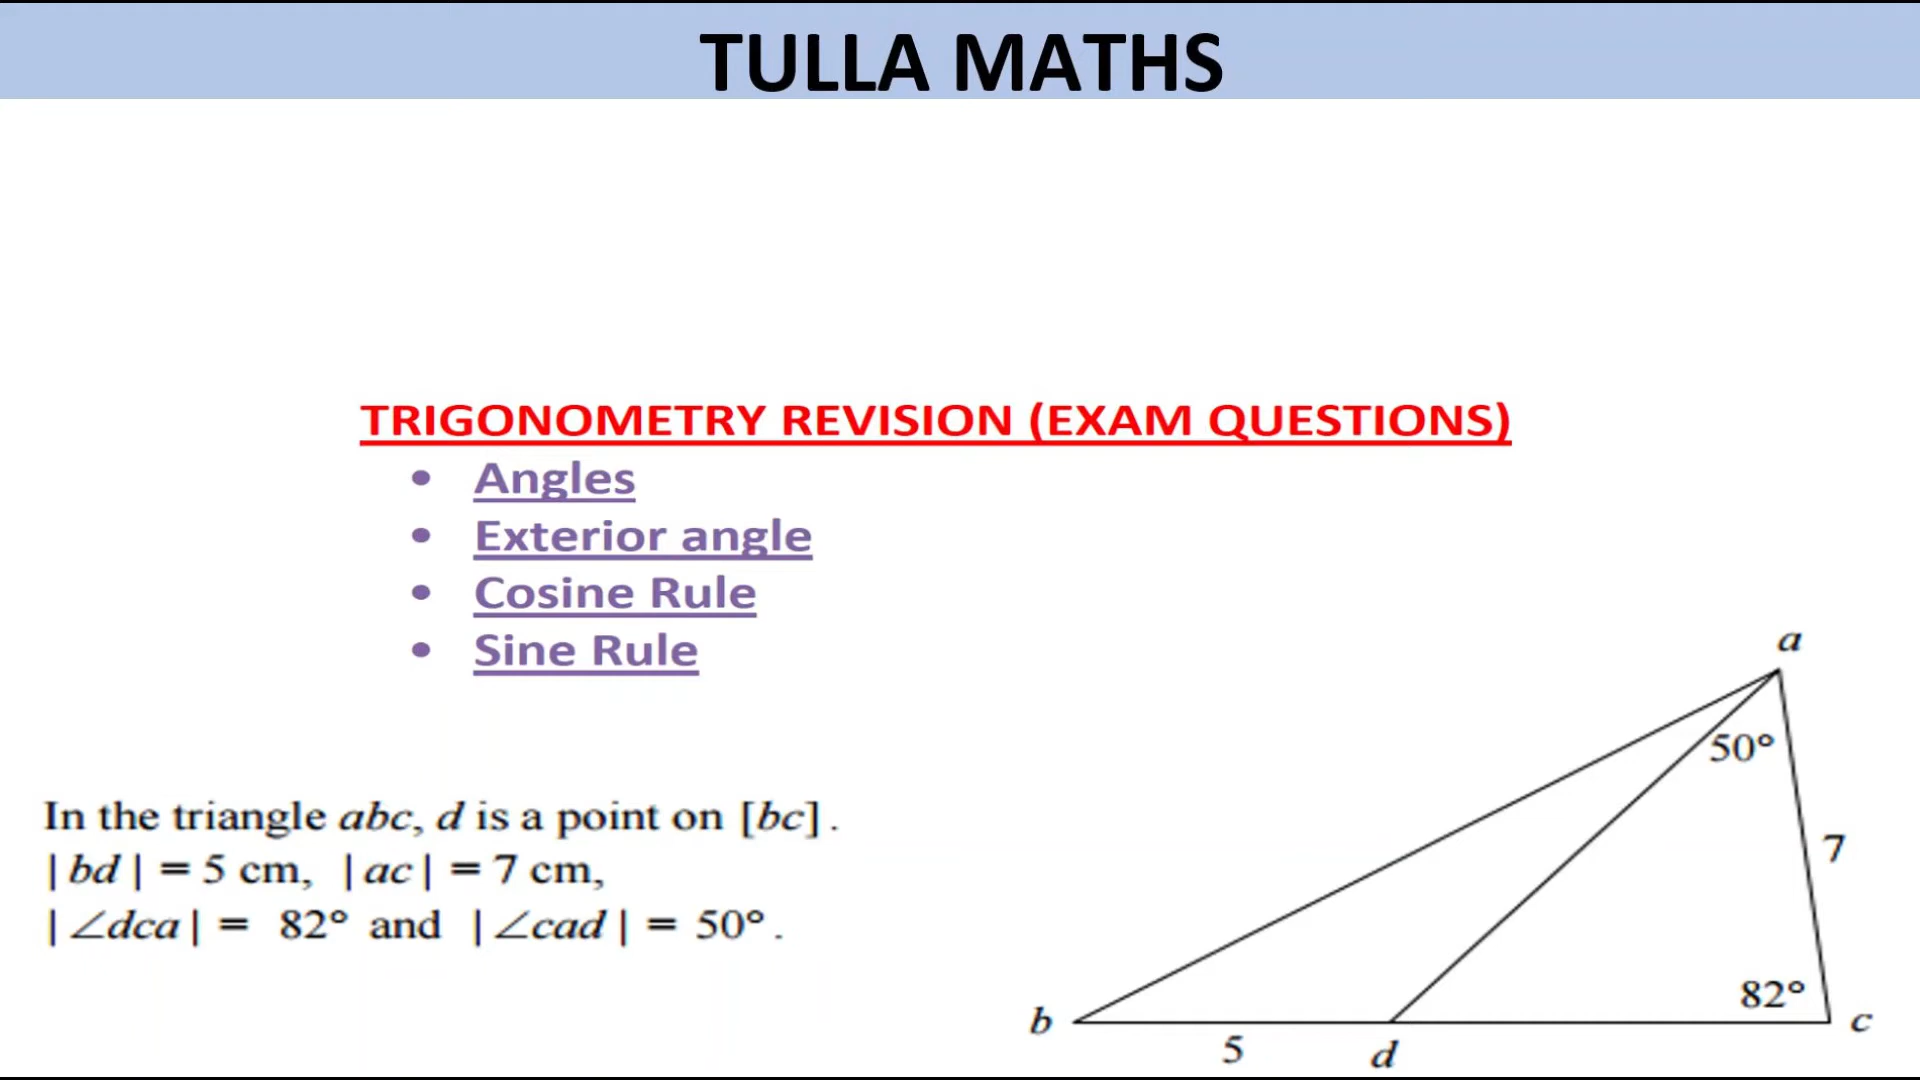 TULLA MATHS
TRIGONOMETRY REVISION (EXAM QUESTIONS)
• Angles
• Exterior angle
• Cosine Rule
• Sine Rule
In the triangle abc, d is a point on [bc].
|bd| = 5 cm, |ac| = 7 cm,
|∠dca| = 82° and |∠cad| = 50°.
a
50°
7
82°
b
c
5
d